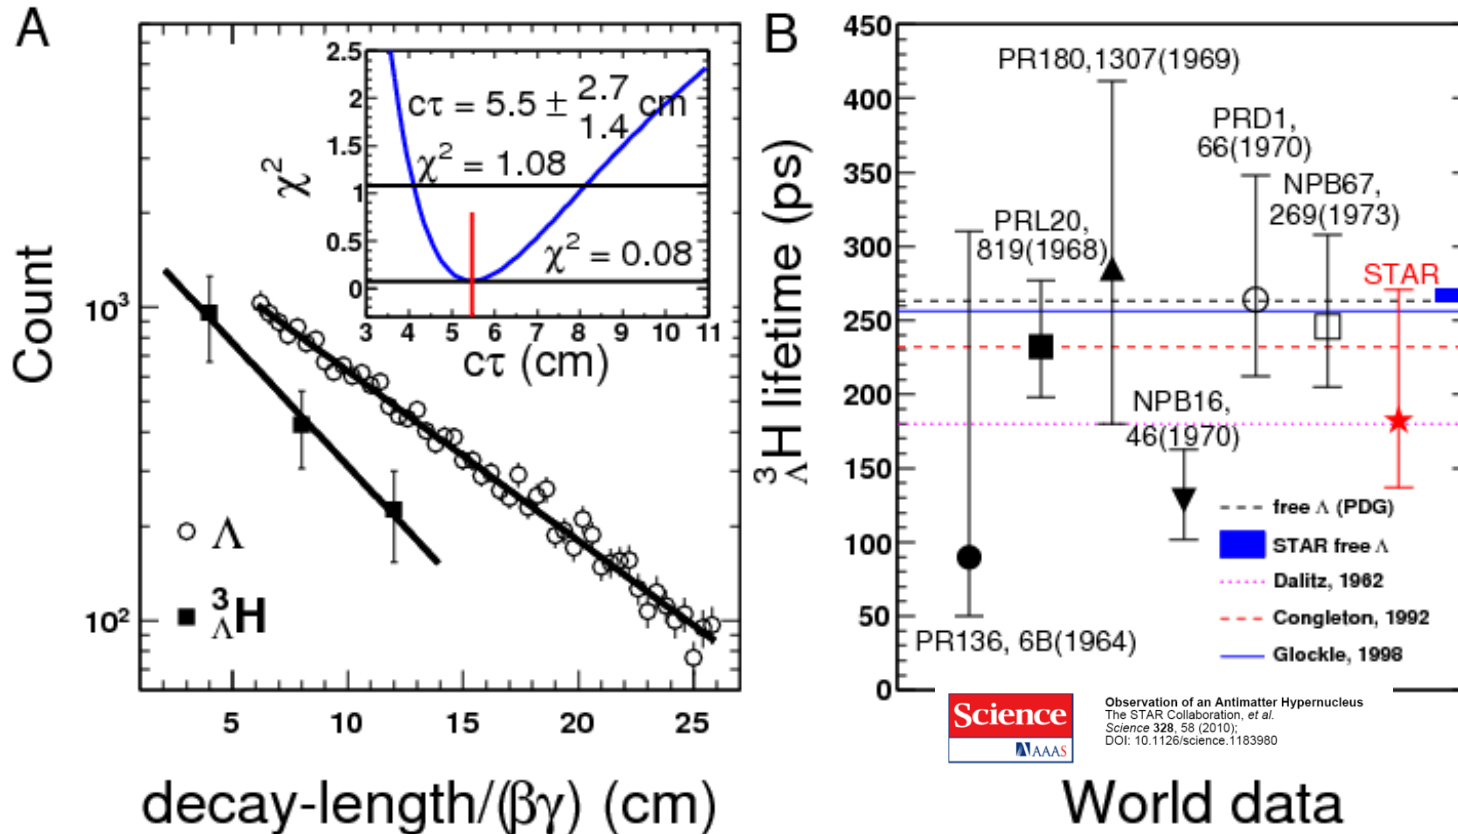 A
Count
10³
10²
5
10
15
20
25
decay-length/(βγ) (cm)
Λ
³ΛH
χ²
2.5
2
1.5
1
0.5
0
cτ = 5.5 ± 2.7 cm
1.4
χ² = 1.08
χ² = 0.08
3 4 5 6 7 8 9 10 11
cτ (cm)
B
³ΛH lifetime (ps)
450
400
350
300
250
200
150
100
50
0
PR180,1307(1969)
PRD1,
66(1970)
NPB67,
269(1973)
PRL20,
819(1968)
STAR
NPB16,
46(1970)
PR136, 6B(1964)
free Λ (PDG)
STAR free Λ
Dalitz, 1962
Congleton, 1992
Glockle, 1998
Science
AAAS
Observation of an Antimatter Hypernucleus
The STAR Collaboration, et al.
Science 328, 58 (2010);
DOI: 10.1126/science.1183980
World data